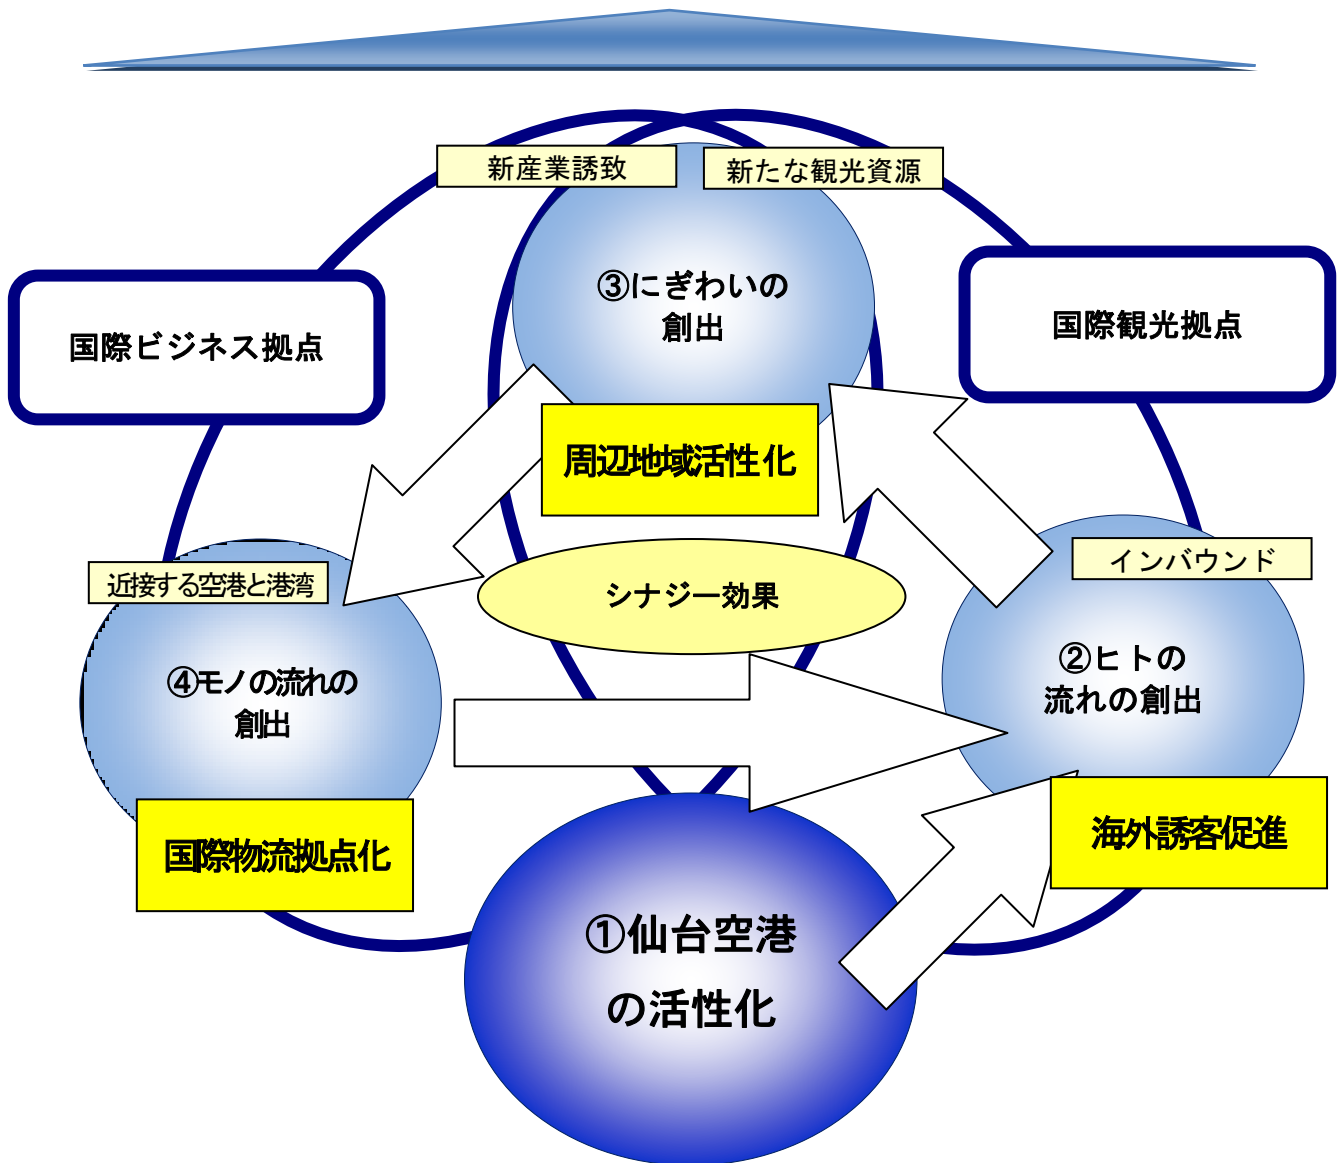 新産業誘致
新たな観光資源
③にぎわいの
創出
国際ビジネス拠点
国際観光拠点
周辺地域活性化
近接する空港と港湾
シナジー効果
インバウンド
④モノの流れの
創出
②ヒトの
流れの創出
国際物流拠点化
海外誘客促進
①仙台空港
の活性化